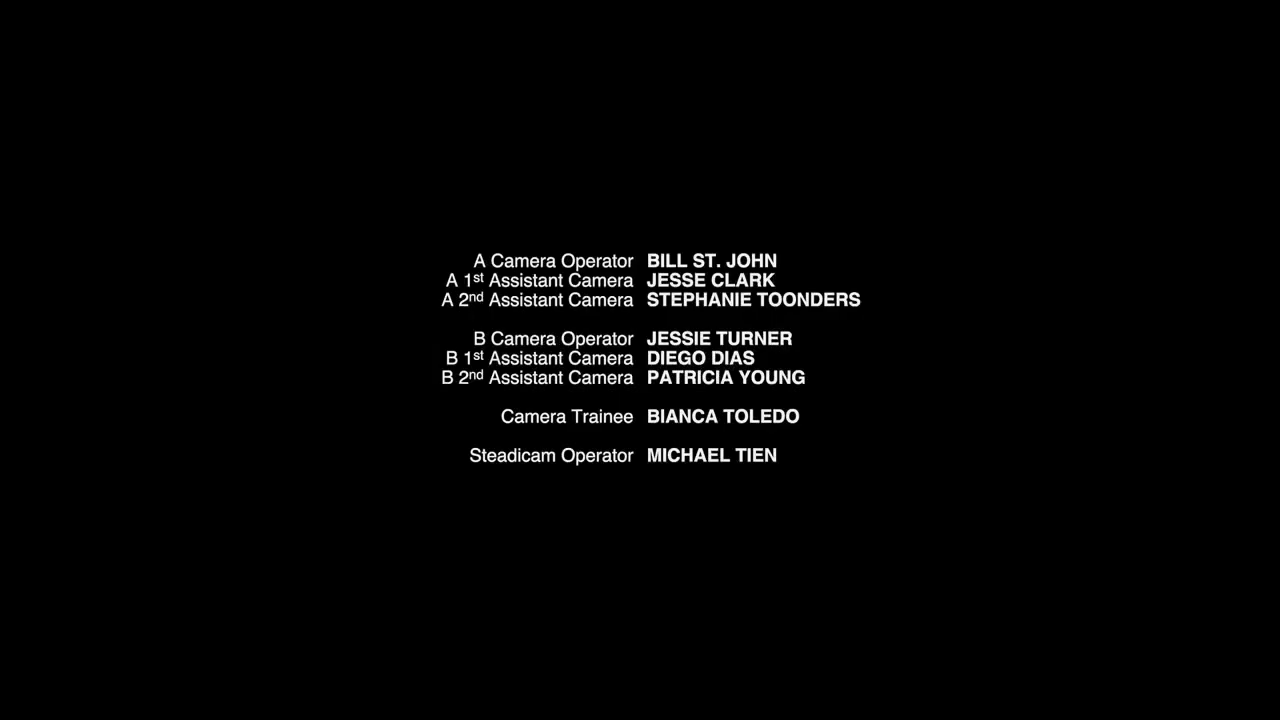 A Camera Operator BILL ST. JOHN
A 1st Assistant Camera JESSE CLARK
A 2nd Assistant Camera STEPHANIE TOONDERS
B Camera Operator JESSIE TURNER
B 1st Assistant Camera DIEGO DIAS
B 2nd Assistant Camera PATRICIA YOUNG
Camera Trainee BIANCA TOLEDO
Steadicam Operator MICHAEL TIEN